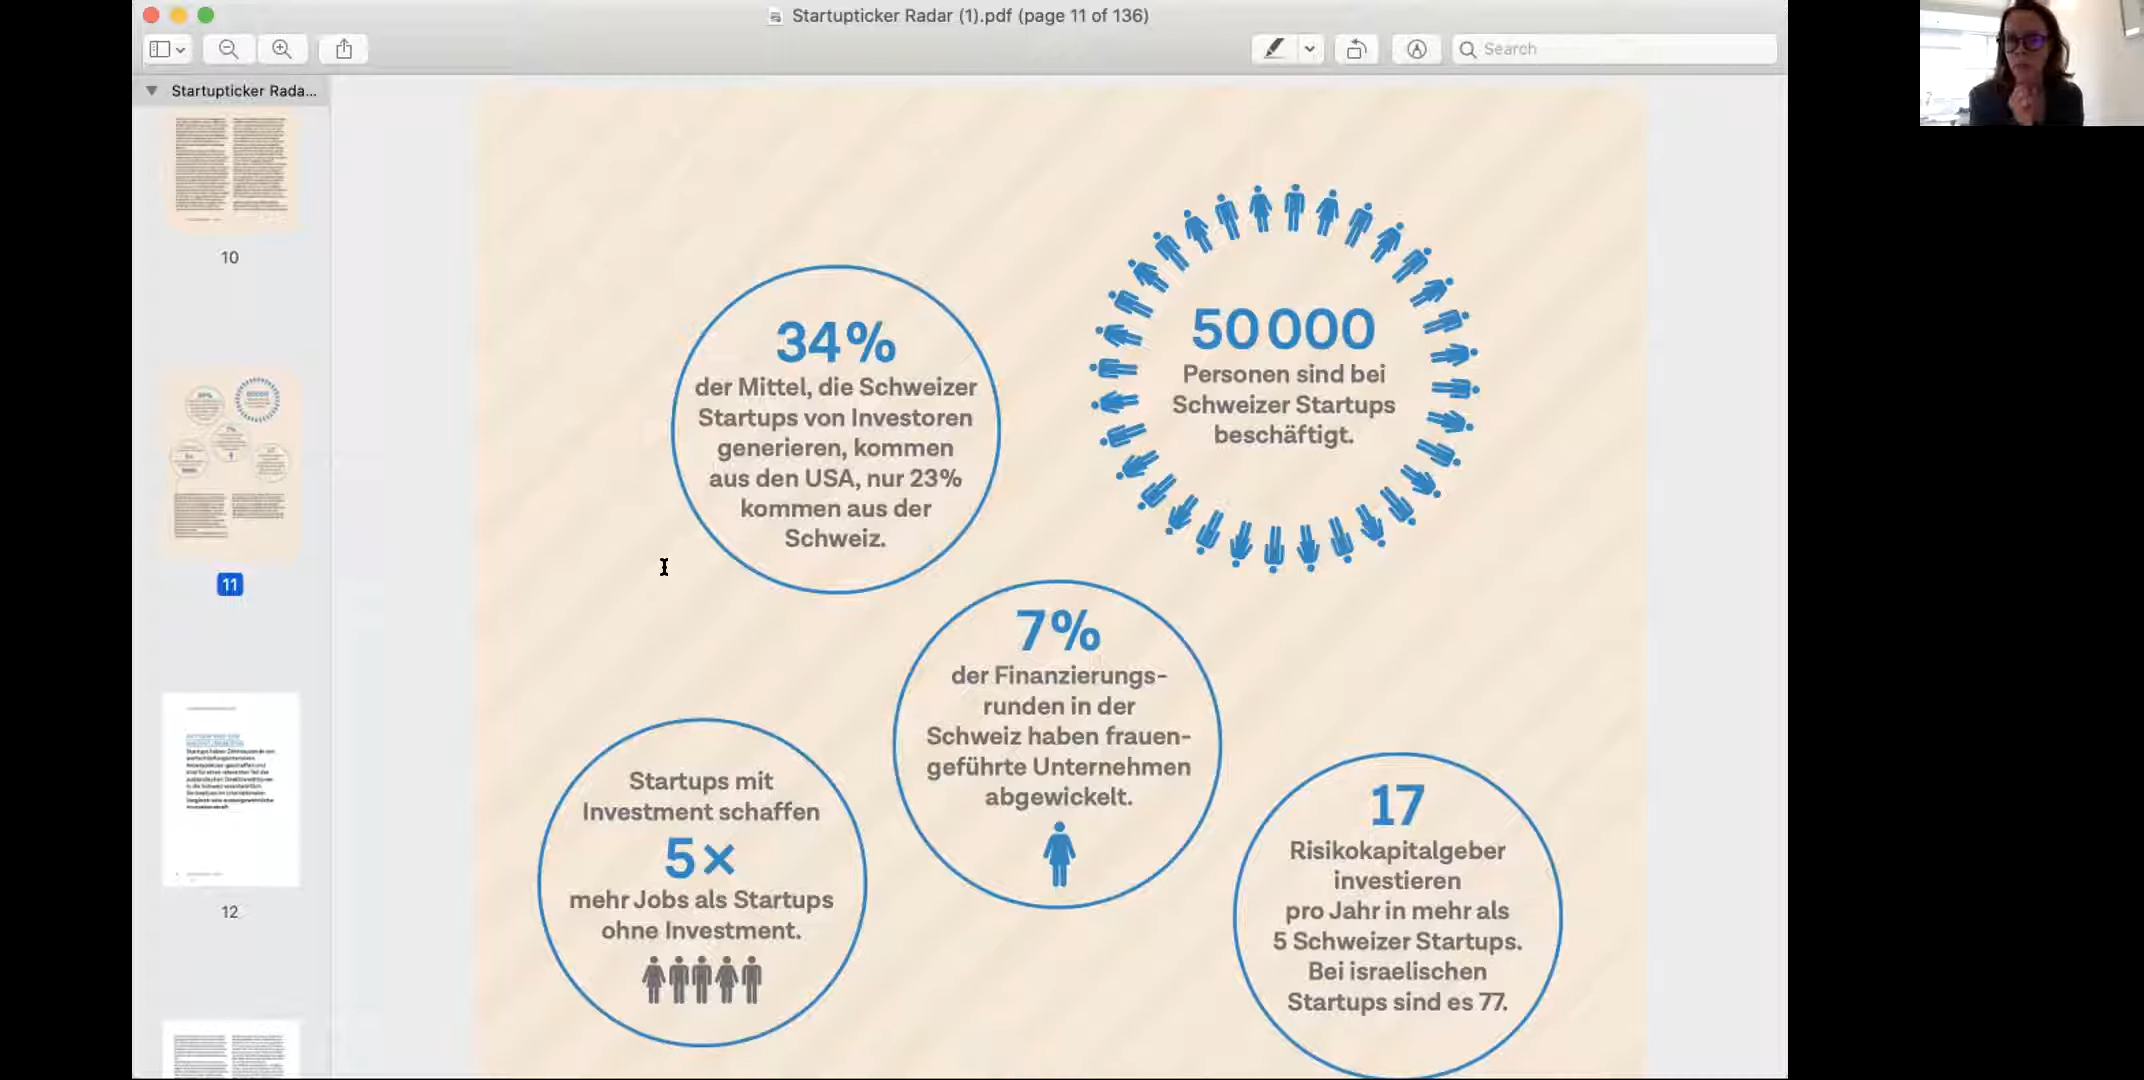 Startupticker Radar (1).pdf (page 11 of 136)
Search
Startupticker Rada...
10
11
12
34%
der Mittel, die Schweizer
Startups von Investoren
generieren, kommen
aus den USA, nur 23%
kommen aus der
Schweiz.
50 000
Personen sind bei
Schweizer Startups
beschäftigt.
7%
der Finanzierungs-
runden in der
Schweiz haben frauen-
geführte Unternehmen
abgewickelt.
Startups mit
Investment schaffen
5×
mehr Jobs als Startups
ohne Investment.
17
Risikokapitalgeber
investieren
pro Jahr in mehr als
5 Schweizer Startups.
Bei israelischen
Startups sind es 77.